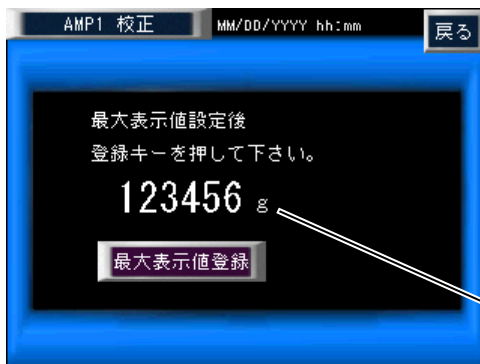 AMP1 校正
MM/DD/YYYY hh:mm
戻る
最大表示値設定後
登録キーを押して下さい。
123456 g
最大表示値登録